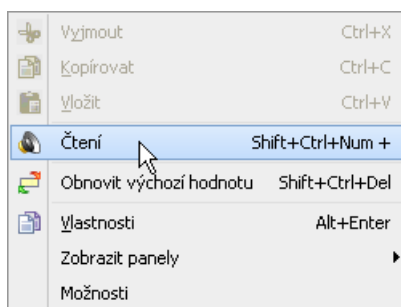 Vyjmout Ctrl+X
Kopírovat Ctrl+C
Vložit Ctrl+V
Čtení Shift+Ctrl+Num +
Obnovit výchozí hodnotu Shift+Ctrl+Del
Vlastnosti Alt+Enter
Zobrazit panely
Možnosti